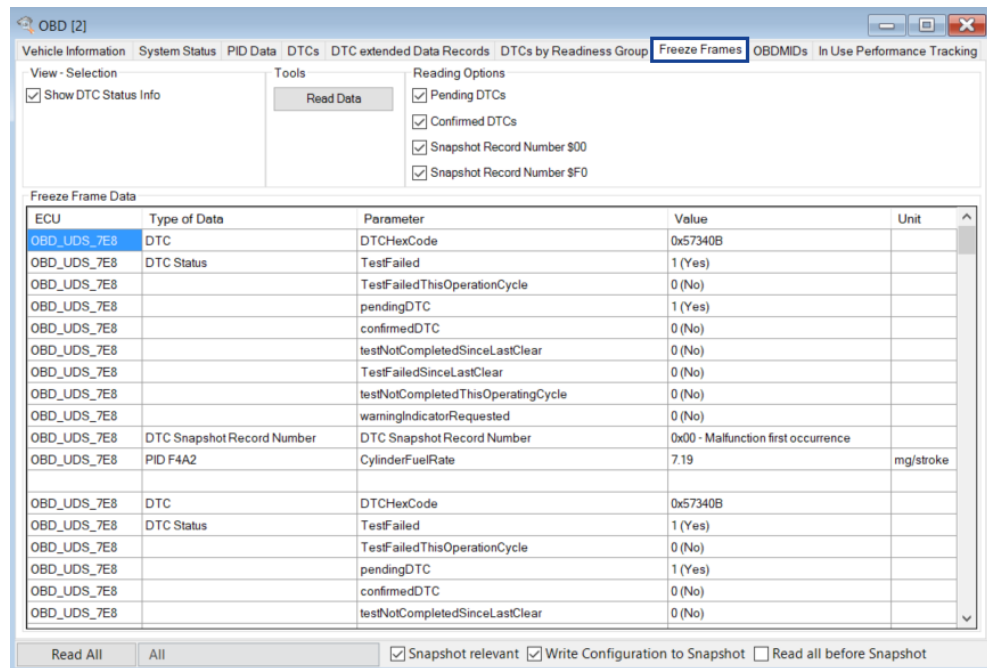 OBD [2]
Vehicle Information System Status PID Data DTCs DTC extended Data Records DTCs by Readiness Group Freeze Frames OBDMIDs In Use Performance Tracking
View - Selection Tools Reading Options
Show DTC Status Info Read Data Pending DTCs
Confirmed DTCs
Snapshot Record Number $00
Snapshot Record Number $F0
Freeze Frame Data
ECU Type of Data Parameter Value Unit
OBD_UDS_7E8 DTC DTCHexCode 0x57340B
OBD_UDS_7E8 DTC Status TestFailed 1 (Yes)
OBD_UDS_7E8 TestFailedThisOperationCycle 0 (No)
OBD_UDS_7E8 pendingDTC 1 (Yes)
OBD_UDS_7E8 confirmedDTC 0 (No)
OBD_UDS_7E8 testNotCompletedSinceLastClear 0 (No)
OBD_UDS_7E8 TestFailedSinceLastClear 0 (No)
OBD_UDS_7E8 testNotCompletedThisOperatingCycle 0 (No)
OBD_UDS_7E8 warningIndicatorRequested 0 (No)
OBD_UDS_7E8 DTC Snapshot Record Number DTC Snapshot Record Number 0x00 - Malfunction first occurrence
OBD_UDS_7E8 PID F4A2 CylinderFuelRate 7.19 mg/stroke
OBD_UDS_7E8 DTC DTCHexCode 0x57340B
OBD_UDS_7E8 DTC Status TestFailed 1 (Yes)
OBD_UDS_7E8 TestFailedThisOperationCycle 0 (No)
OBD_UDS_7E8 pendingDTC 1 (Yes)
OBD_UDS_7E8 confirmedDTC 0 (No)
OBD_UDS_7E8 testNotCompletedSinceLastClear 0 (No)
Read All All Snapshot relevant Write Configuration to Snapshot Read all before Snapshot